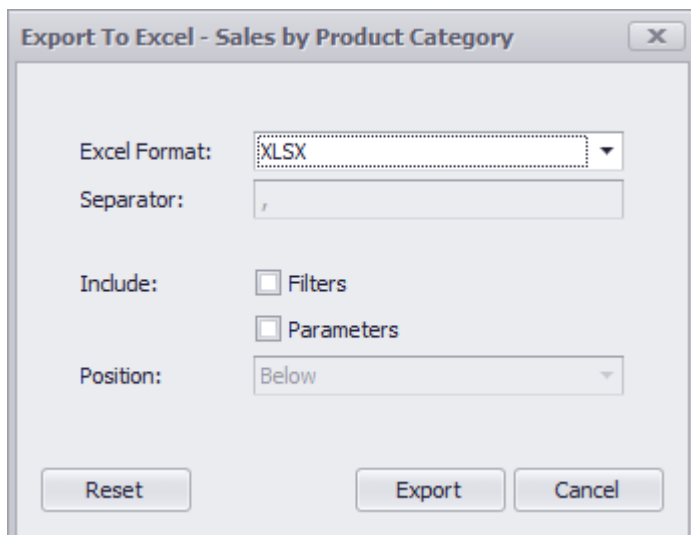 Export To Excel - Sales by Product Category
Excel Format: XLSX
Separator: ,
Include: Filters
Parameters
Position: Below
Reset Export Cancel